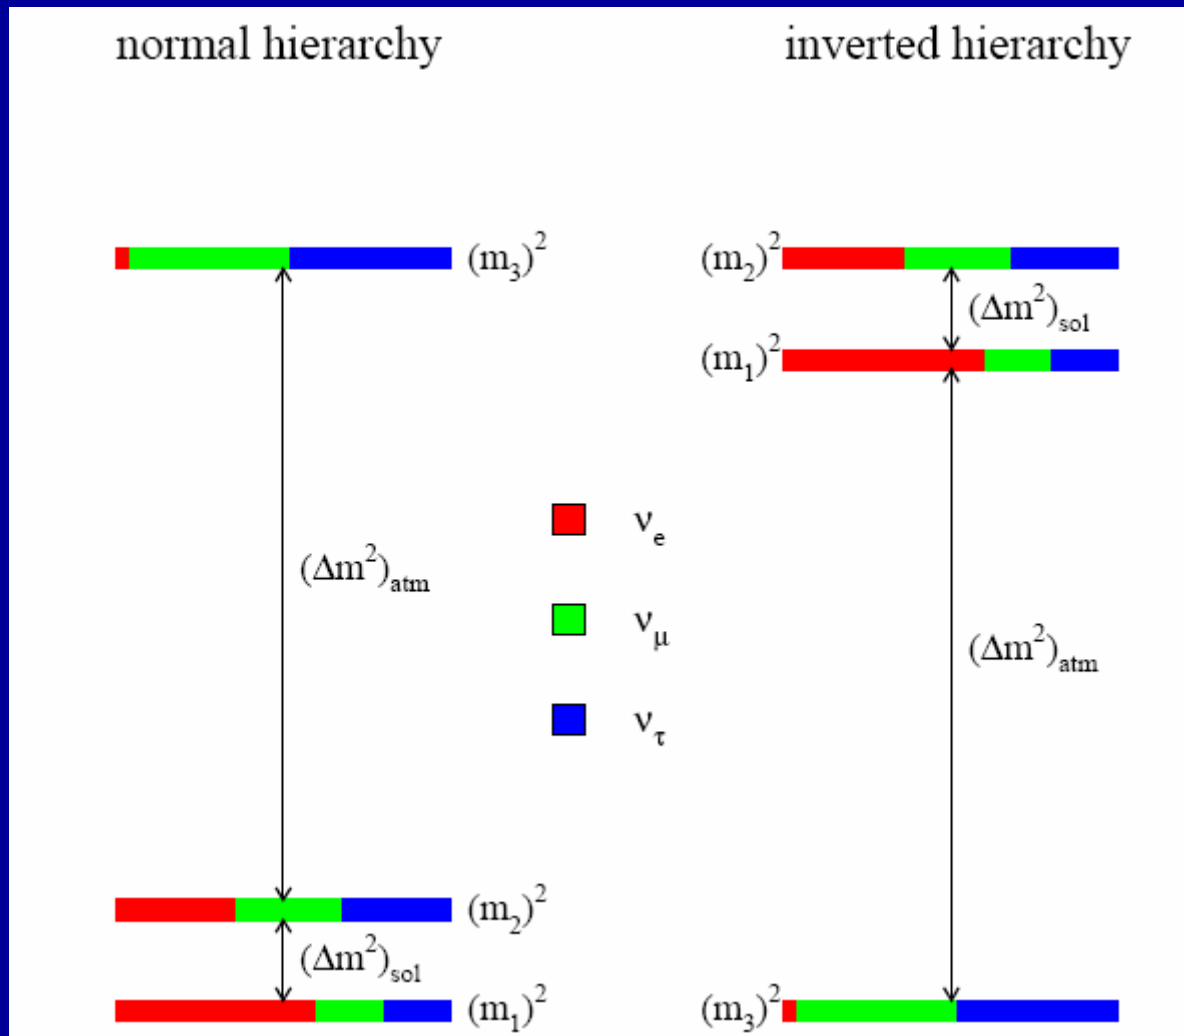 normal hierarchy
inverted hierarchy
(m₃)²
(m₂)²
(Δm²)sol
(m₁)²
νe
(Δm²)atm
νμ
(Δm²)atm
ντ
(m₂)²
(Δm²)sol
(m₁)²
(m₃)²